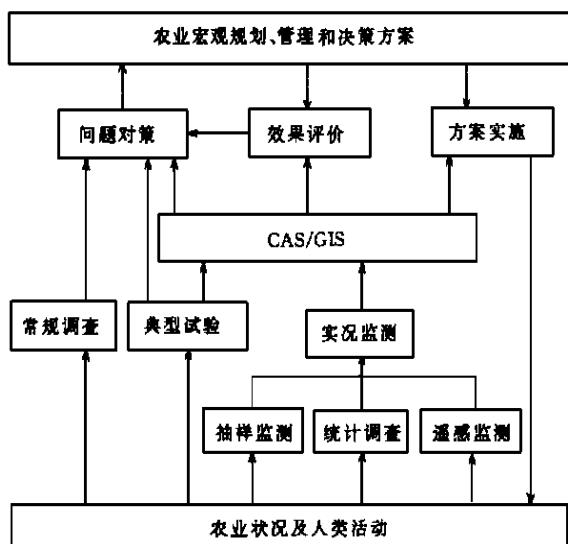 农业宏观规划、管理和决策方案
问题对策
效果评价
方案实施
CAS/GIS
常规调查
典型试验
实况监测
抽样监测
统计调查
遥感监测
农业状况及人类活动